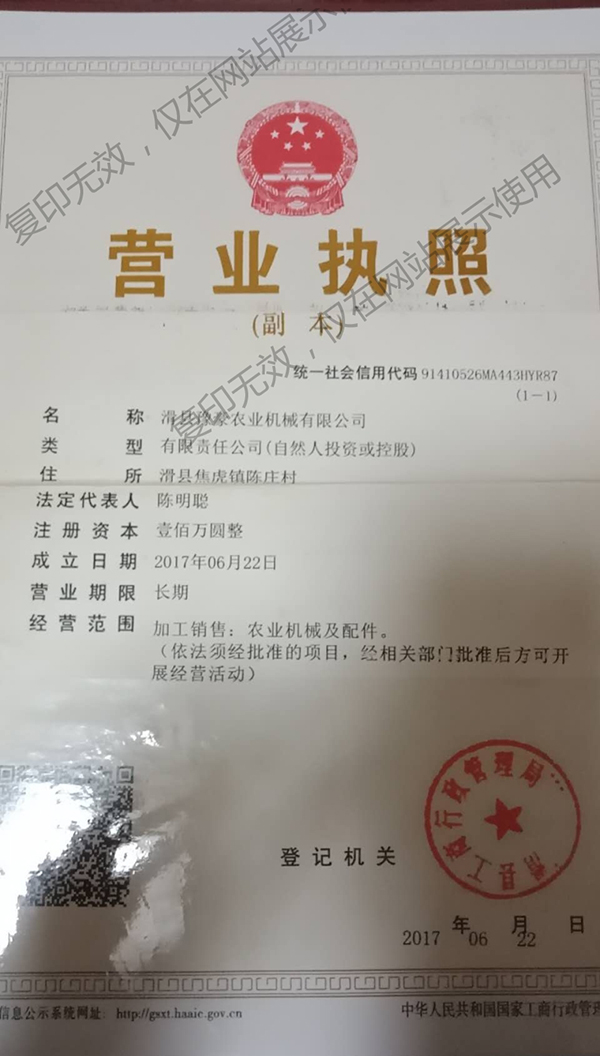 复印无效，仅在网站展示
复印无效，仅在网站展示使用
营业执照
(副 本)
统一社会信用代码 91410526MA443HYR87
(1-1)
名 称 滑县豫豪农业机械有限公司
类 型 有限责任公司(自然人投资或控股)
住 所 滑县焦虎镇陈庄村
法定代表人 陈明聪
注册资本 壹佰万圆整
成立日期 2017年06月22日
营业期限 长期
经营范围 加工销售：农业机械及配件。
(依法须经批准的项目，经相关部门批准后方可开
展经营活动)
滑县工商行政管理局
登记机关
2017 年 06 月 22 日
信息公示系统网址： http://gsxt.haaic.gov.cn
中华人民共和国国家工商行政管理